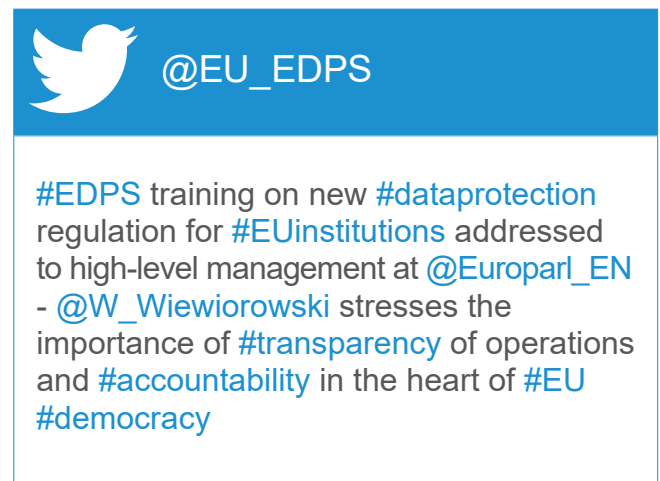 @EU_EDPS
#EDPS training on new #dataprotection
regulation for #EUinstitutions addressed
to high-level management at @Europarl_EN
- @W_Wiewiorowski stresses the
importance of #transparency of operations
and #accountability in the heart of #EU
#democracy